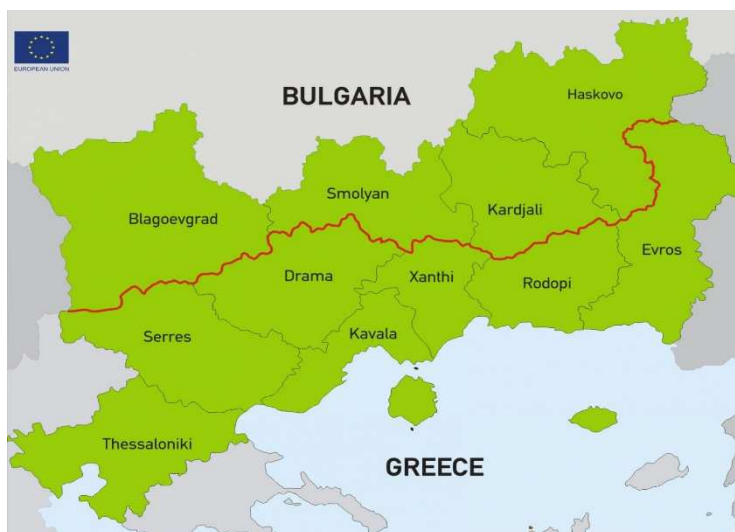 EUROPEAN UNION
BULGARIA
Haskovo
Smolyan
Kardjali
Blagoevgrad
Evros
Drama
Xanthi
Rodopi
Serres
Kavala
Thessaloniki
GREECE